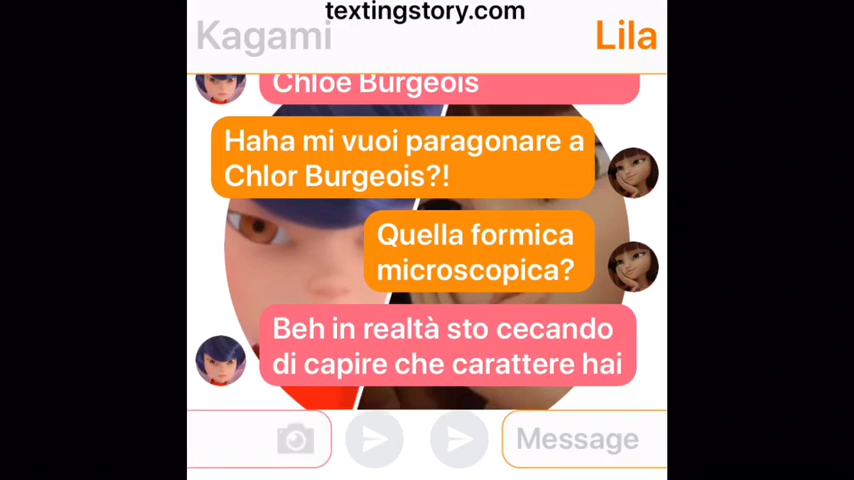 textingstory.com
Kagami
Lila
Chloe Burgeois
Haha mi vuoi paragonare a
Chlor Burgeois?!
Quella formica
microscopica?
Beh in realtà sto cecando
di capire che carattere hai
Message